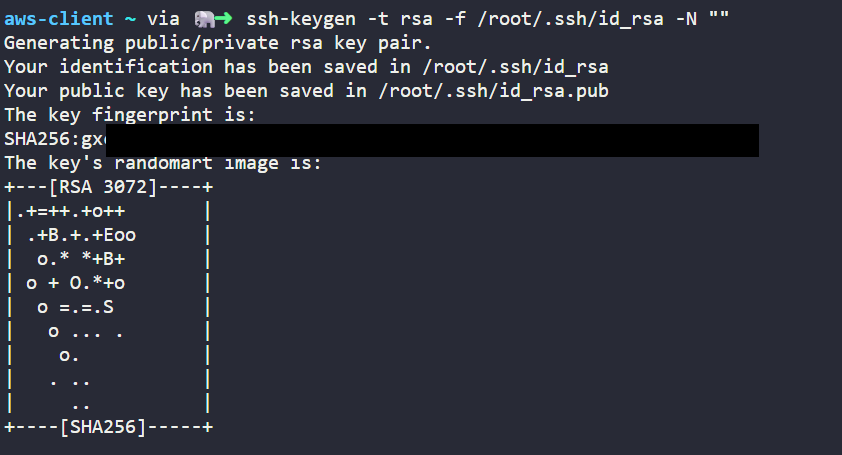 aws-client ~ via 🐘➜ ssh-keygen -t rsa -f /root/.ssh/id_rsa -N ""
Generating public/private rsa key pair.
Your identification has been saved in /root/.ssh/id_rsa
Your public key has been saved in /root/.ssh/id_rsa.pub
The key fingerprint is:
SHA256:gx
The key's randomart image is:
+---[RSA 3072]----+
|.+=++.+o++       |
| .+B.+.+Eoo      |
|  o.* *+B+       |
| o + O.*+o       |
|  o =.=.S        |
|   o ... .       |
|    o.           |
|   . ..          |
|     ..          |
+----[SHA256]-----+